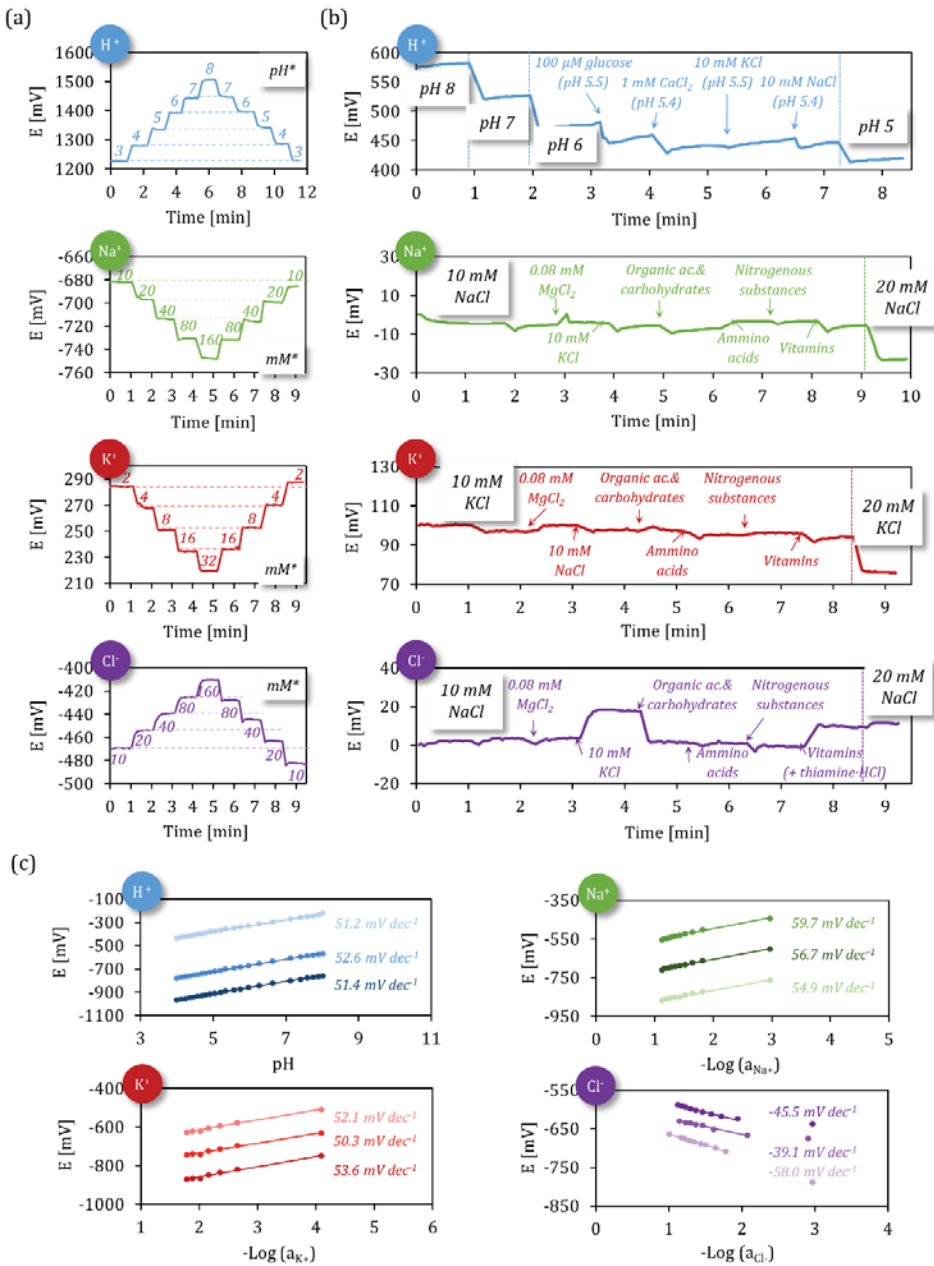 (a)
(b)
H⁺
1600
1500
1400
1300
1200
E [mV]
pH*
3
4
5
6
7
8
7
6
5
4
3
0 2 4 6 8 10 12
Time [min]
H⁺
600
550
500
450
400
E [mV]
pH 8
pH 7
pH 6
100 µM glucose
(pH 5.5)
1 mM CaCl₂
(pH 5.4)
10 mM KCl
(pH 5.5)
10 mM NaCl
(pH 5.4)
pH 5
0 1 2 3 4 5 6 7 8
Time [min]
Na⁺
-660
-680
-700
-720
-740
-760
E [mV]
10
20
40
80
160
80
40
20
10
mM*
0 1 2 3 4 5 6 7 8 9
Time [min]
Na⁺
30
0
-30
E [mV]
10 mM
NaCl
0.08 mM
MgCl₂
10 mM
KCl
Organic ac.&
carbohydrates
Ammino
acids
Nitrogenous
substances
Vitamins
20 mM
NaCl
0 1 2 3 4 5 6 7 8 9 10
Time [min]
K⁺
290
270
250
230
210
E [mV]
2
4
8
16
32
16
8
4
2
mM*
0 1 2 3 4 5 6 7 8 9
Time [min]
K⁺
130
110
90
70
E [mV]
10 mM
KCl
0.08 mM
MgCl₂
10 mM
NaCl
Organic ac.&
carbohydrates
Ammino
acids
Nitrogenous
substances
Vitamins
20 mM
KCl
0 1 2 3 4 5 6 7 8 9
Time [min]
Cl⁻
-400
-420
-440
-460
-480
-500
E [mV]
10
20
40
80
160
80
40
20
10
mM*
0 1 2 3 4 5 6 7 8 9
Time [min]
Cl⁻
40
20
0
-20
E [mV]
10 mM
NaCl
0.08 mM
MgCl₂
10 mM
KCl
Organic ac.&
carbohydrates
Ammino
acids
Nitrogenous
substances
Vitamins
(+ thiamine·HCl)
20 mM
NaCl
0 1 2 3 4 5 6 7 8 9
Time [min]
(c)
H⁺
-100
-300
-500
-700
-900
-1100
E [mV]
51.2 mV dec⁻¹
52.6 mV dec⁻¹
51.4 mV dec⁻¹
3 5 7 9 11
pH
Na⁺
-350
-550
-750
-950
E [mV]
59.7 mV dec⁻¹
56.7 mV dec⁻¹
54.9 mV dec⁻¹
0 1 2 3 4 5
-Log (aNa+)
K⁺
-400
-600
-800
-1000
E [mV]
52.1 mV dec⁻¹
50.3 mV dec⁻¹
53.6 mV dec⁻¹
1 2 3 4 5 6
-Log (aK+)
Cl⁻
-550
-650
-750
-850
E [mV]
-45.5 mV dec⁻¹
-39.1 mV dec⁻¹
-58.0 mV dec⁻¹
0 1 2 3 4
-Log (aCl-)